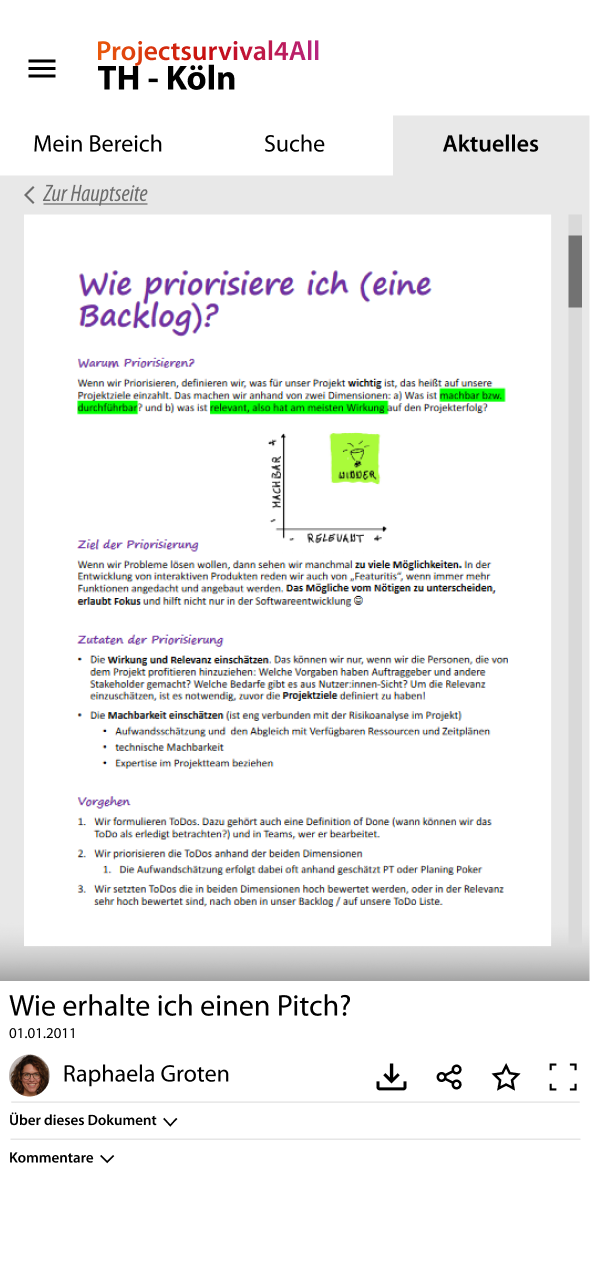 Projectsurvival4All
TH - Köln
Mein Bereich
Suche
Aktuelles
Zur Hauptseite
Wie priorisiere ich (eine
Backlog)?
Warum Priorisieren?
Wenn wir Priorisieren, definieren wir, was für unser Projekt wichtig ist, das heißt auf unsere
Projektziele einzahlt. Das machen wir anhand von zwei Dimensionen: a) Was ist machbar bzw.
durchführbar? und b) was ist relevant, also hat am meisten Wirkung auf den Projekterfolg?
- MACHBAR +
WINNER
- RELEVANT +
Ziel der Priorisierung
Wenn wir Probleme lösen wollen, dann sehen wir manchmal zu viele Möglichkeiten. In der
Entwicklung von interaktiven Produkten reden wir auch von „Featuritis“, wenn immer mehr
Funktionen angedacht und angebaut werden. Das Mögliche vom Nötigen zu unterscheiden,
erlaubt Fokus und hilft nicht nur in der Softwareentwicklung ☺
Zutaten der Priorisierung
• Die Wirkung und Relevanz einschätzen. Das können wir nur, wenn wir die Personen, die von
dem Projekt profitieren hinzuziehen: Welche Vorgaben haben Auftraggeber und andere
Stakeholder gemacht? Welche Bedarfe gibt es aus Nutzer:innen-Sicht? Um die Relevanz
einzuschätzen, ist es notwendig, zuvor die Projektziele definiert zu haben!
• Die Machbarkeit einschätzen (ist eng verbunden mit der Risikoanalyse im Projekt)
• Aufwandsschätzung und den Abgleich mit Verfügbaren Ressourcen und Zeitplänen
• technische Machbarkeit
• Expertise im Projektteam beziehen
Vorgehen
1. Wir formulieren ToDos. Dazu gehört auch eine Definition of Done (wann können wir das
ToDo als erledigt betrachten?) und in Teams, wer er bearbeitet.
2. Wir priorisieren die ToDos anhand der beiden Dimensionen
1. Die Aufwandschätzung erfolgt dabei oft anhand geschätzt PT oder Planing Poker
3. Wir setzten ToDos die in beiden Dimensionen hoch bewertet werden, oder in der Relevanz
sehr hoch bewertet sind, nach oben in unser Backlog / auf unsere ToDo Liste.
Wie erhalte ich einen Pitch?
01.01.2011
Raphaela Groten
Über dieses Dokument
Kommentare